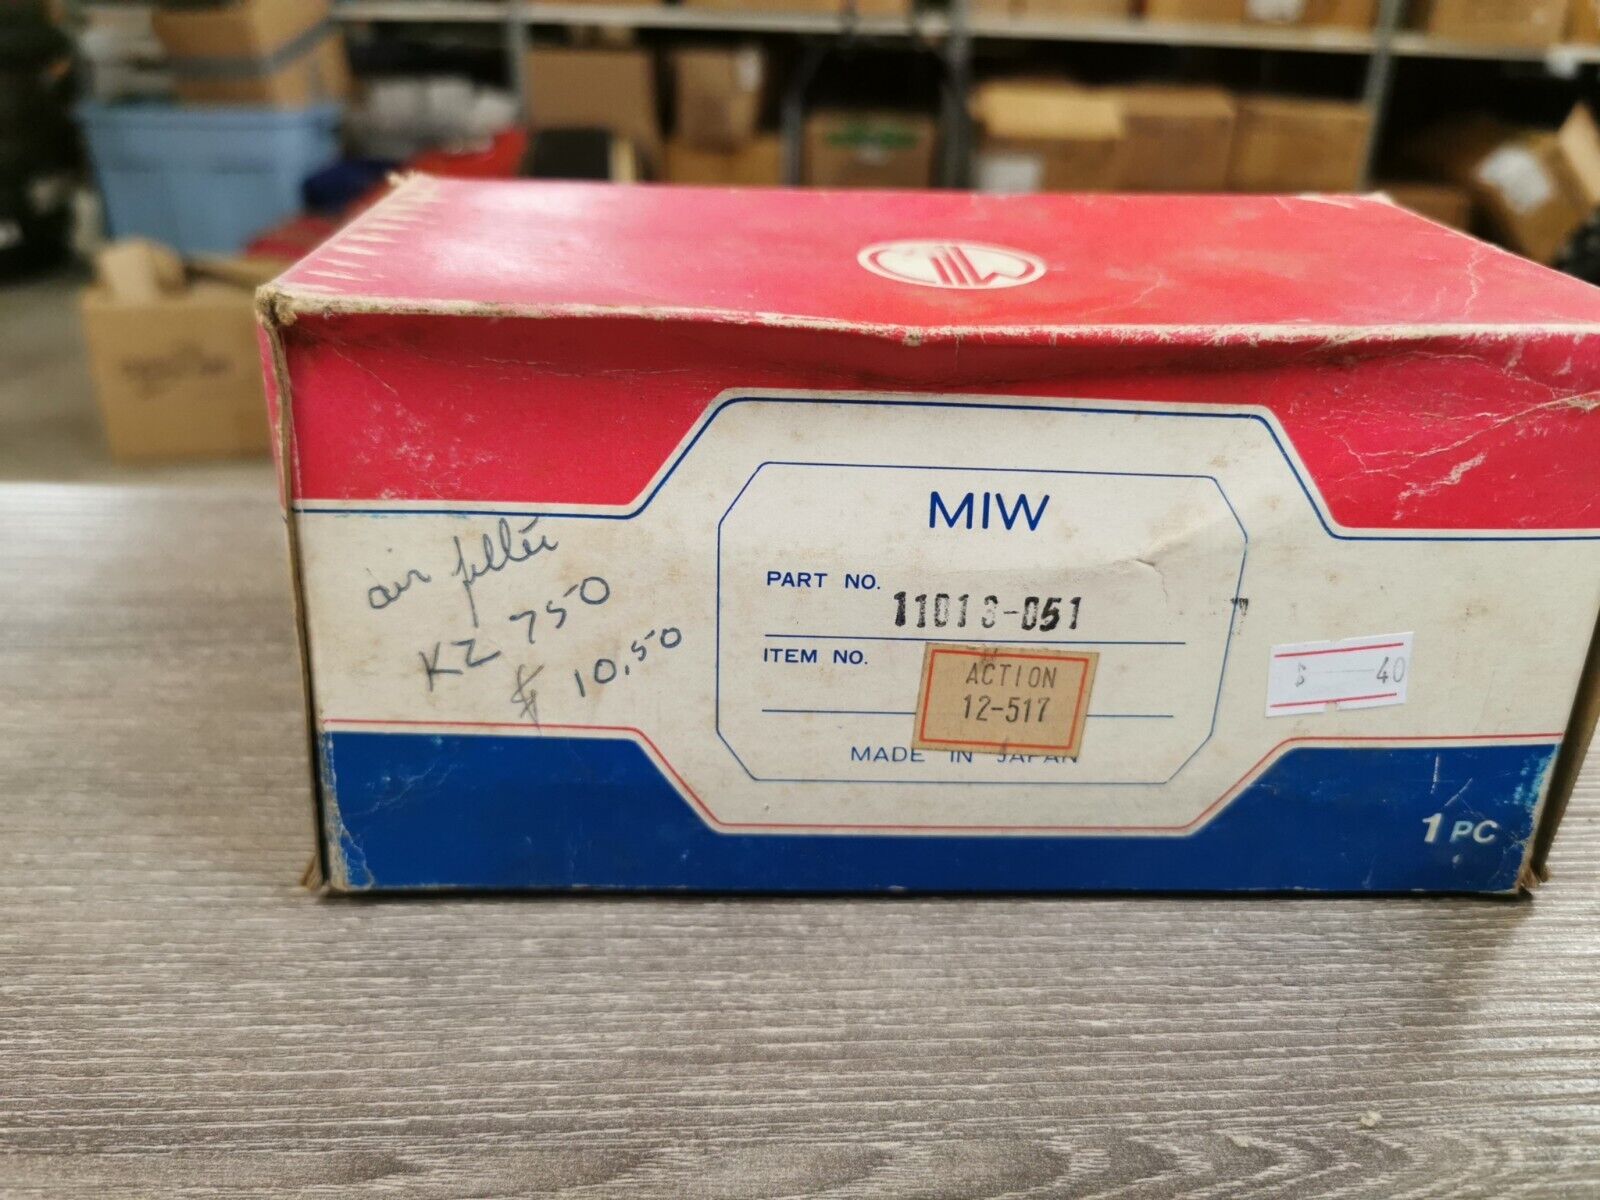 MIW
PART NO. 11013-051
ITEM NO.
ACTION
12-517
MADE IN JAPAN
air filter
KZ 750
$ 10.50
$ 40
1 PC